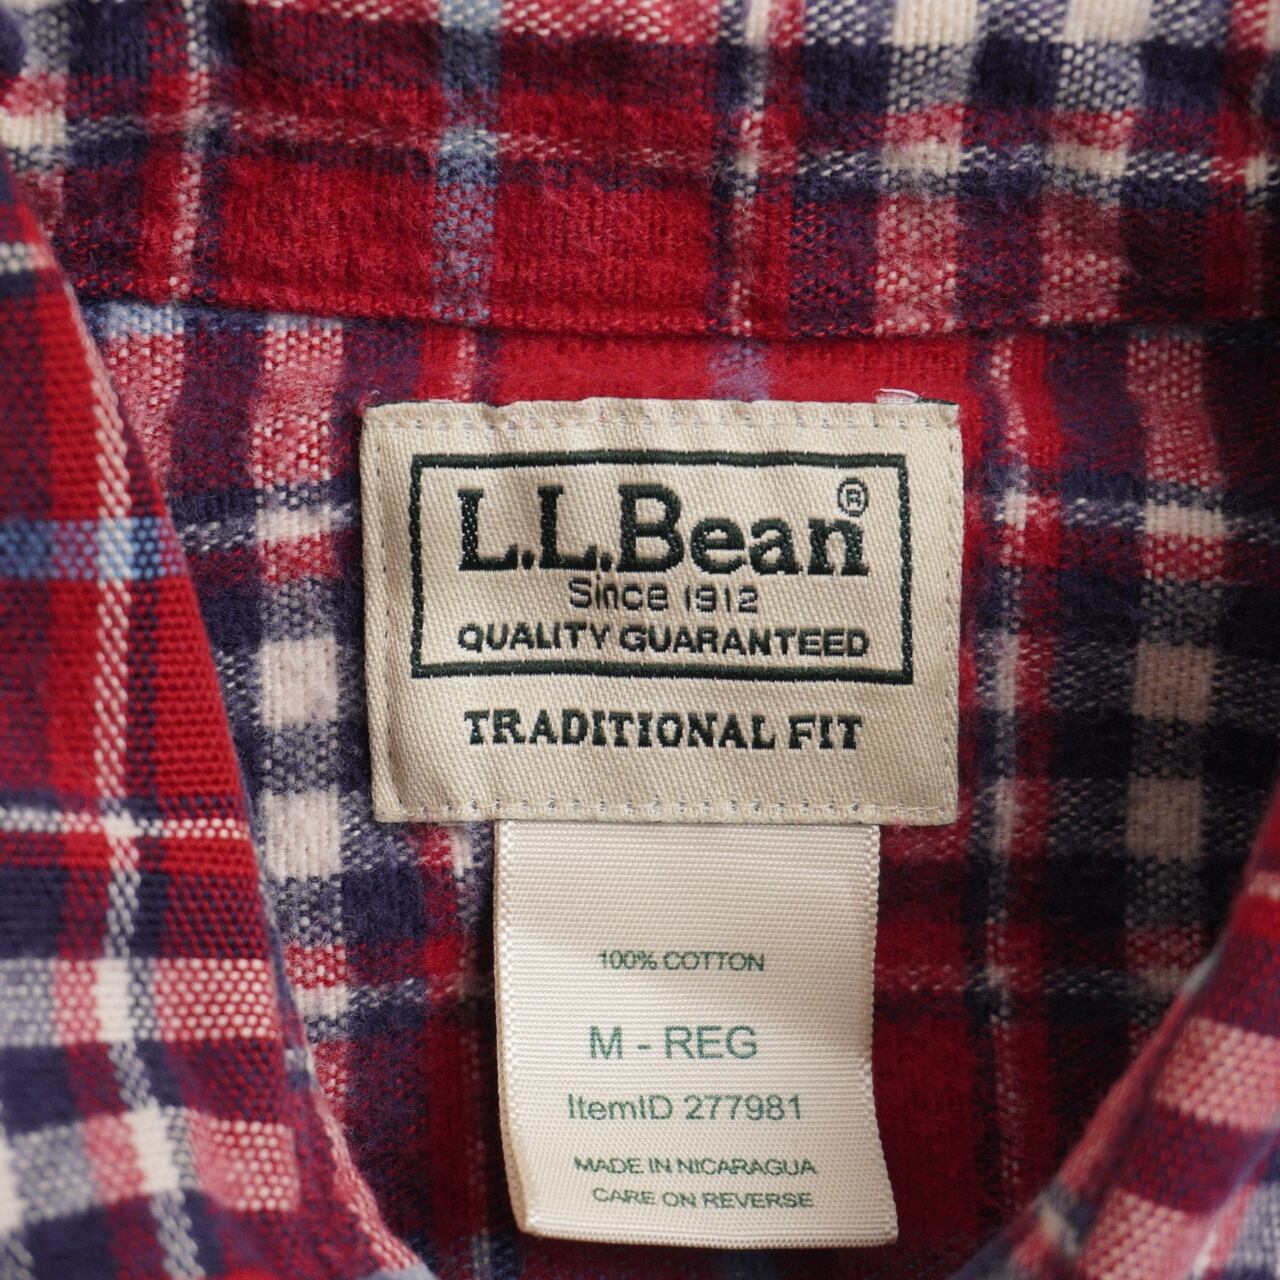 L.L.Bean®
Since 1912
QUALITY GUARANTEED
TRADITIONAL FIT
100% COTTON
M - REG
ItemID 277981
MADE IN NICARAGUA
CARE ON REVERSE